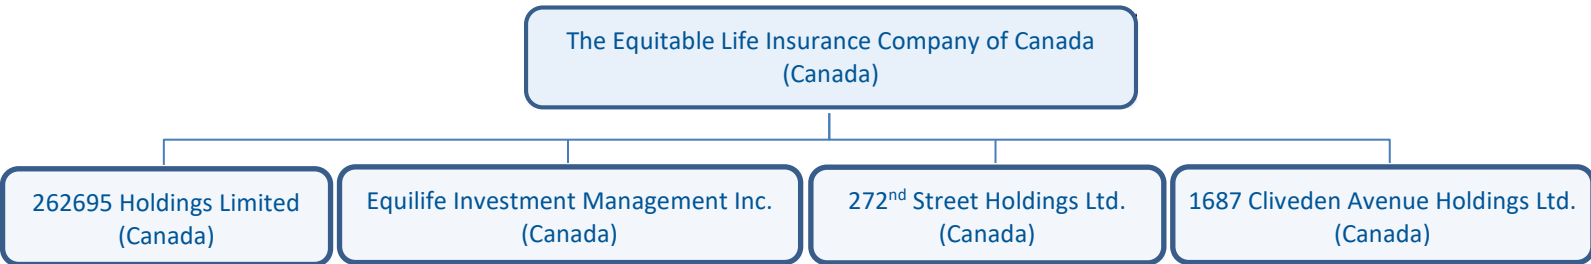 The Equitable Life Insurance Company of Canada
(Canada)
262695 Holdings Limited
(Canada)
Equilife Investment Management Inc.
(Canada)
272nd Street Holdings Ltd.
(Canada)
1687 Cliveden Avenue Holdings Ltd.
(Canada)